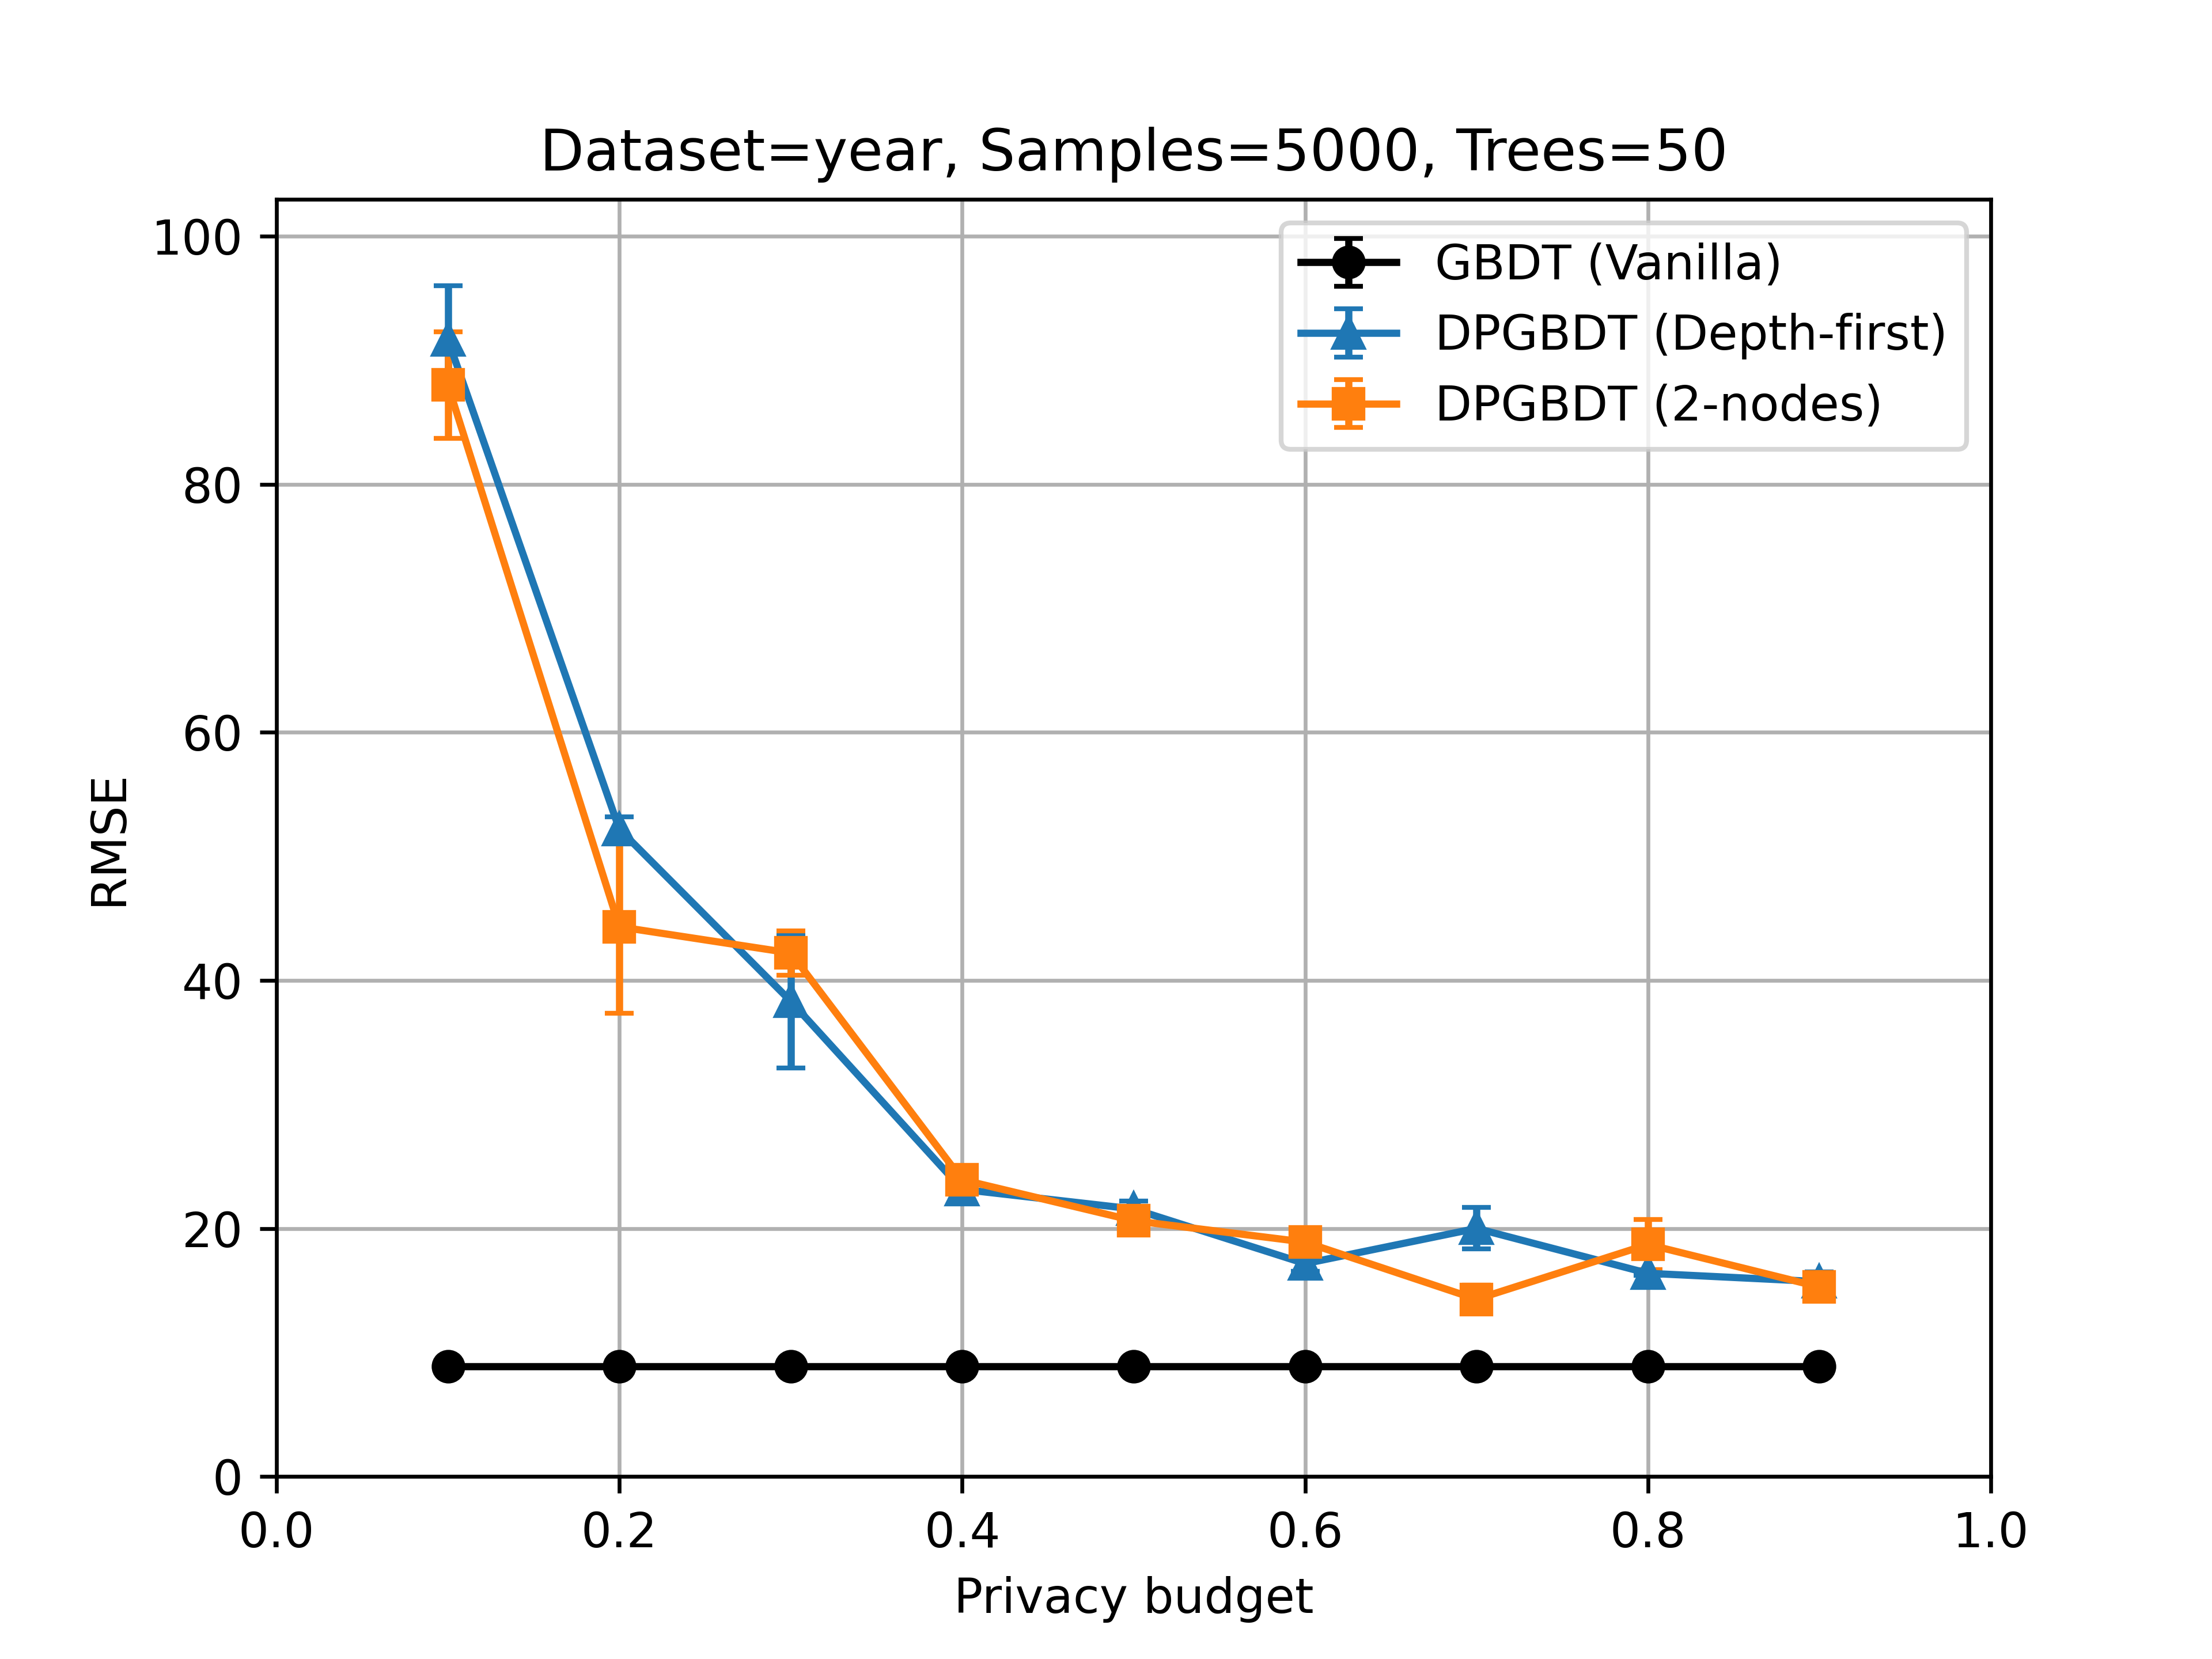 Dataset=year, Samples=5000, Trees=50
GBDT (Vanilla)
DPGBDT (Depth-first)
DPGBDT (2-nodes)
100
80
60
40
20
0
RMSE
0.0 0.2 0.4 0.6 0.8 1.0
Privacy budget